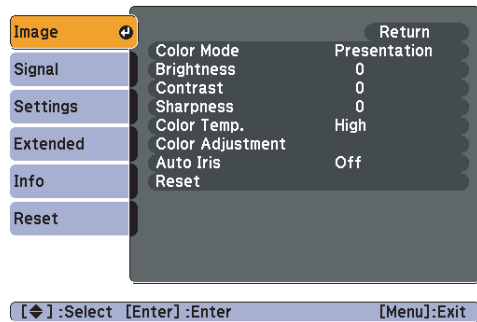 Image
Signal
Settings
Extended
Info
Reset
Return
Color Mode Presentation
Brightness 0
Contrast 0
Sharpness 0
Color Temp. High
Color Adjustment
Auto Iris Off
Reset
[◆] :Select [Enter] :Enter [Menu]:Exit